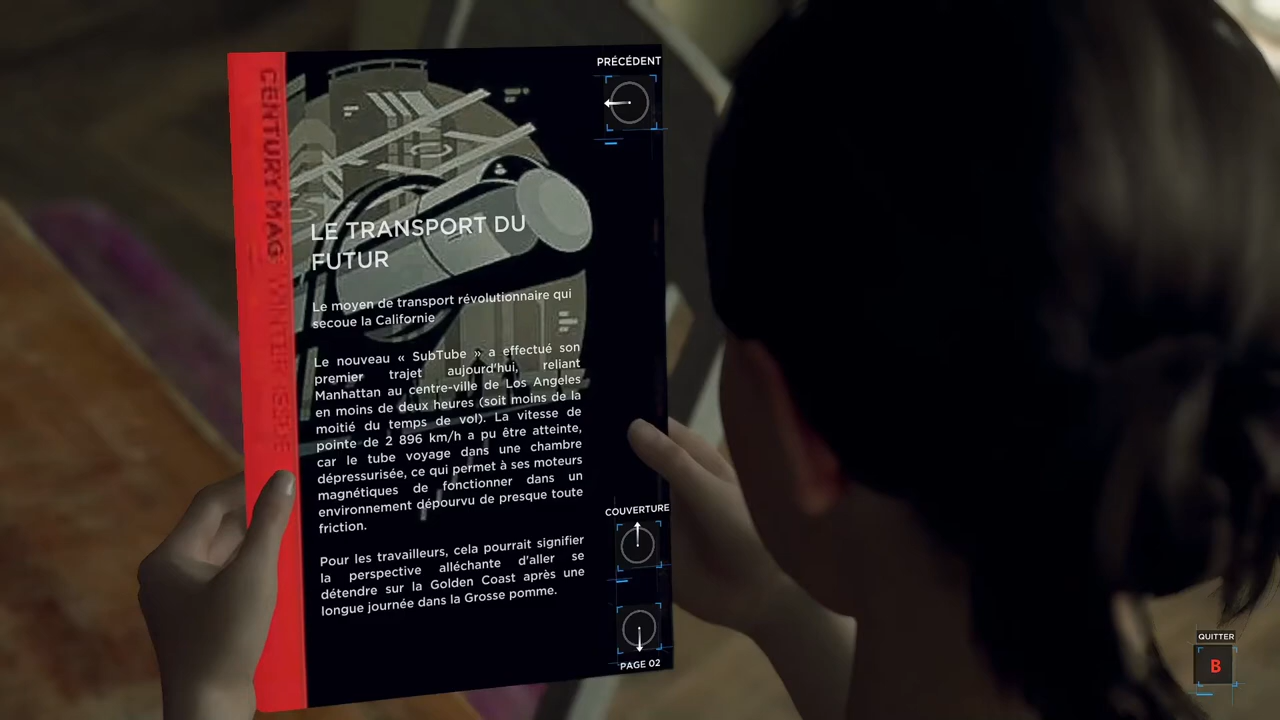 CENTURY MAG
PRÉCÉDENT
LE TRANSPORT DU
FUTUR
Le moyen de transport révolutionnaire qui
secoue la Californie
Le nouveau « SubTube » a effectué son
premier trajet aujourd'hui, reliant
Manhattan au centre-ville de Los Angeles
en moins de deux heures (soit moins de la
moitié du temps de vol). La vitesse de
pointe de 2 896 km/h a pu être atteinte,
car le tube voyage dans une chambre
dépressurisée, ce qui permet à ses moteurs
magnétiques de fonctionner dans un
environnement dépourvu de presque toute
friction.
Pour les travailleurs, cela pourrait signifier
la perspective alléchante d'aller se
détendre sur la Golden Coast après une
longue journée dans la Grosse pomme.
COUVERTURE
PAGE 02
QUITTER
B